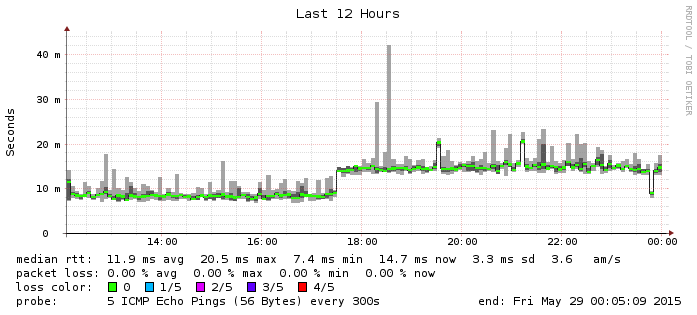 Last 12 Hours
RRDTOOL / TOBI OETIKER
Seconds
40 m
30 m
20 m
10 m
0
14:00 16:00 18:00 20:00 22:00 00:00
median rtt: 11.9 ms avg 20.5 ms max 7.4 ms min 14.7 ms now 3.3 ms sd 3.6 am/s
packet loss: 0.00 % avg 0.00 % max 0.00 % min 0.00 % now
loss color: 0 1/5 2/5 3/5 4/5
probe: 5 ICMP Echo Pings (56 Bytes) every 300s end: Fri May 29 00:05:09 2015